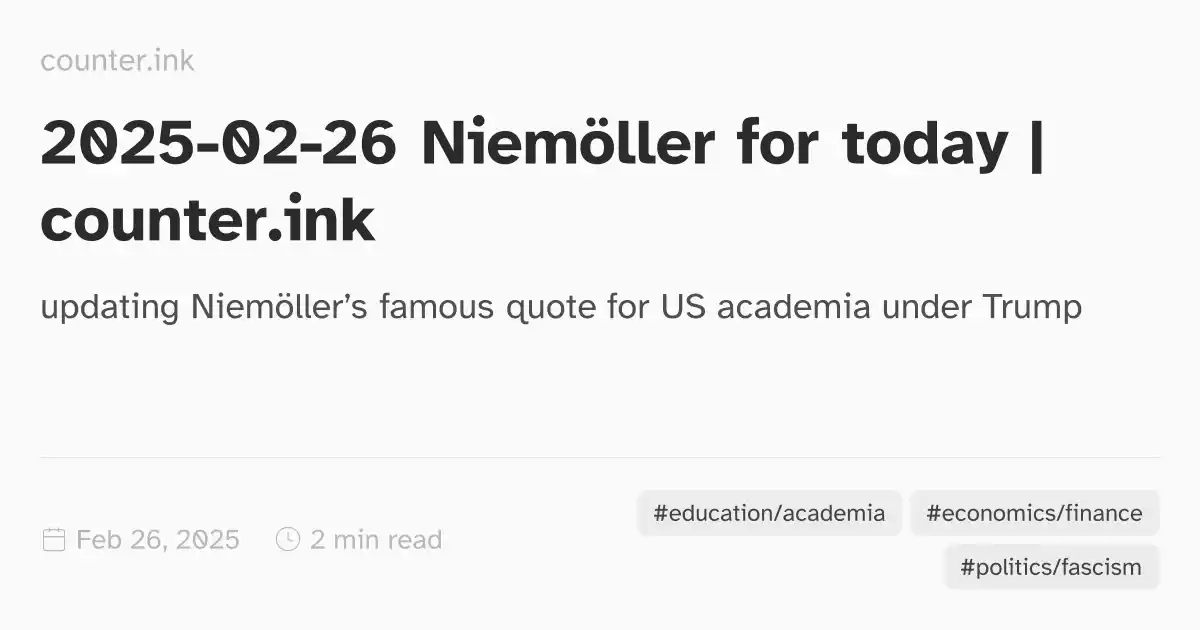 counter.ink
2025-02-26 Niemöller for today |
counter.ink
updating Niemöller’s famous quote for US academia under Trump
Feb 26, 2025
2 min read
#education/academia
#economics/finance
#politics/fascism